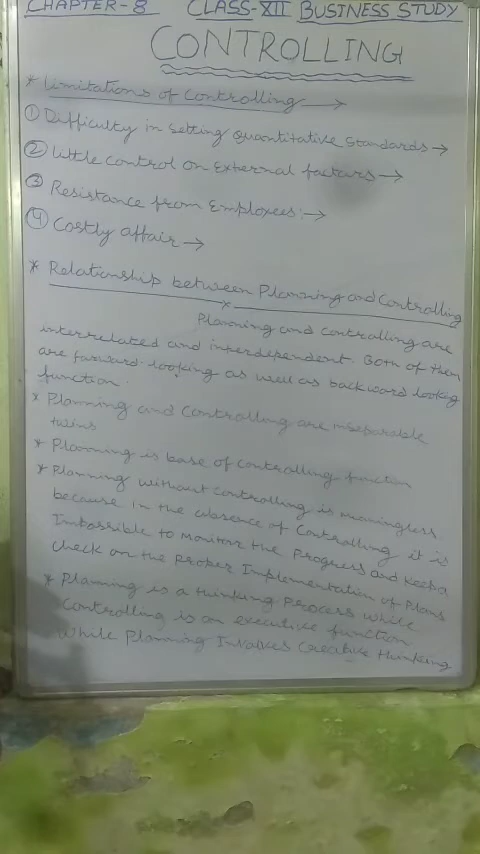 CHAPTER-8 CLASS-XII BUSINESS STUDY
CONTROLLING
* Limitations of Controlling →
① Difficulty in setting Quantitative Standards →
② Little control on External factors →
③ Resistance from Employees :→
④ Costly affair →
* Relationship between Planning and Controlling
Planning and controlling are
interrelated and interdependent. Both of them
are forward-looking as well as backward looking
function.
* Planning and Controlling are inseparable
twins
* Planning is base of controlling function
* Planning without controlling is meaningless
because in the absence of Controlling it is
Impossible to monitor the Progress and keep a
check on the Proper Implementation of Plans
* Planning is a thinking Process while
Controlling is an executive function
while Planning Involves Creative thinking